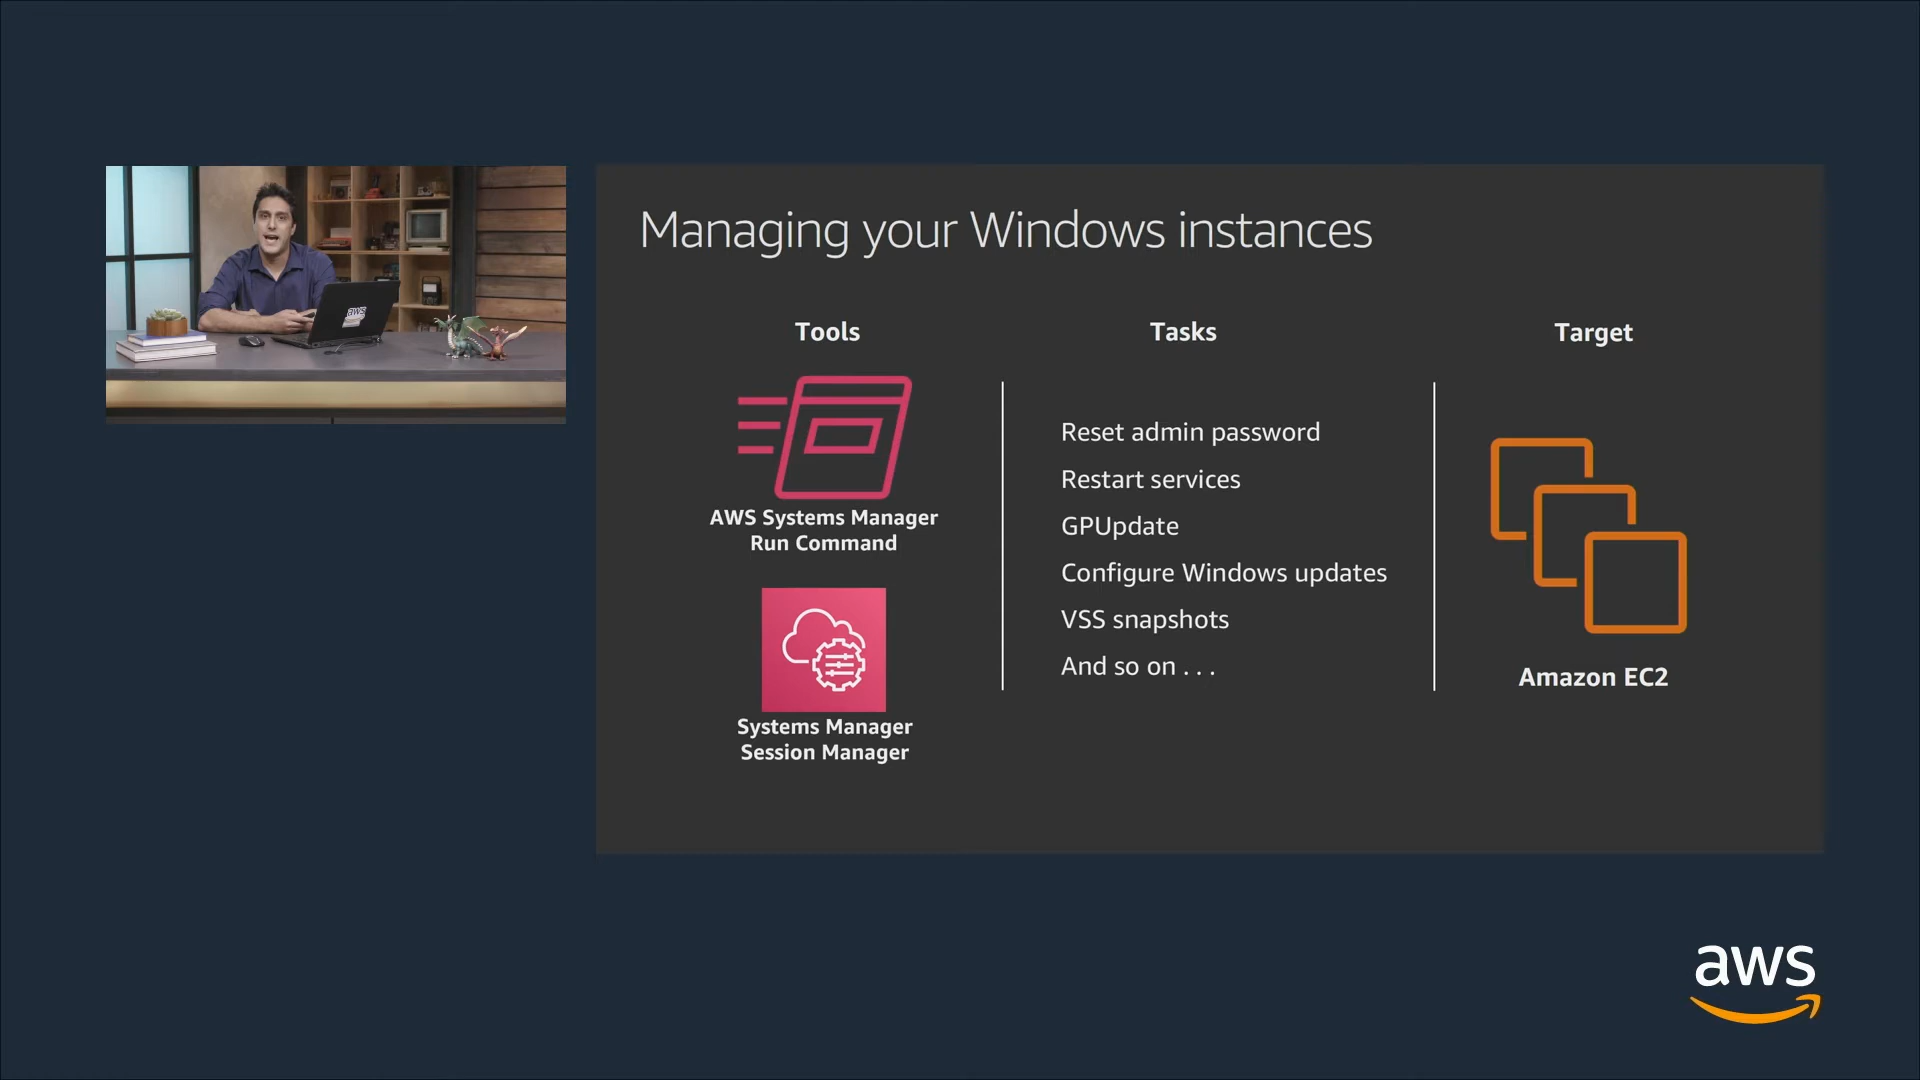 Managing your Windows instances
Tools
AWS Systems Manager
Run Command
Systems Manager
Session Manager
Tasks
Reset admin password
Restart services
GPUpdate
Configure Windows updates
VSS snapshots
And so on . . .
Target
Amazon EC2
aws
aws